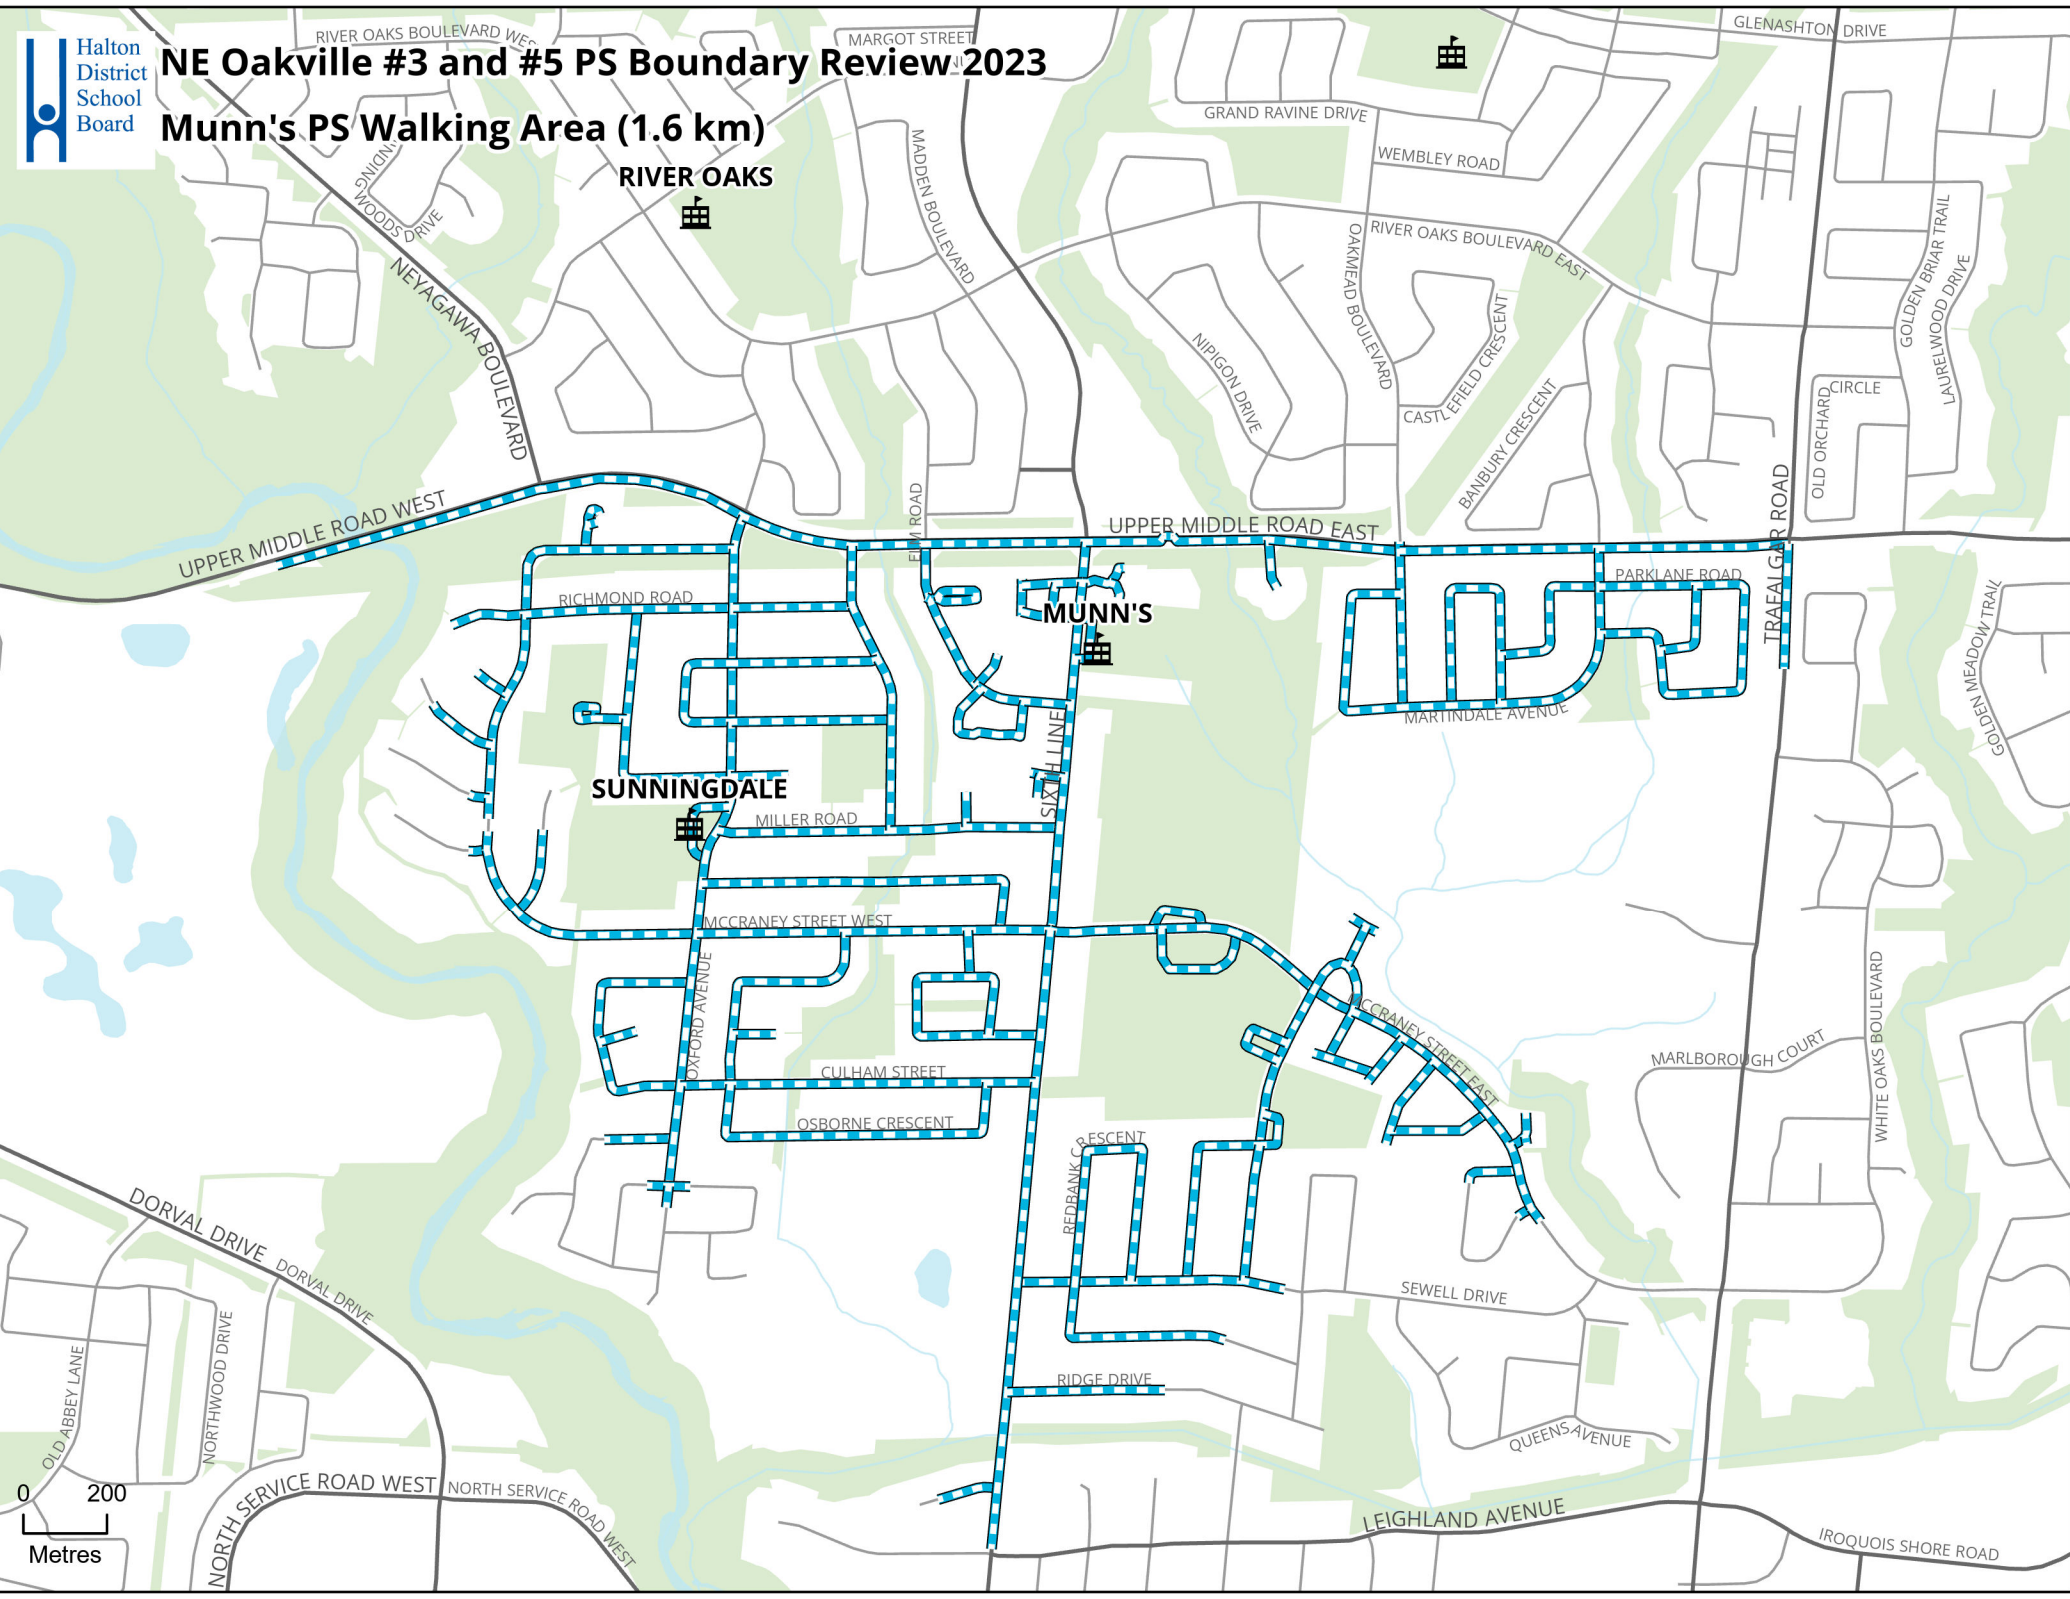 Halton
District
School
Board
NE Oakville #3 and #5 PS Boundary Review 2023
Munn's PS Walking Area (1.6 km)
RIVER OAKS BOULEVARD WES
MARGOT STREET
GLENASHTON DRIVE
GRAND RAVINE DRIVE
WEMBLEY ROAD
RIVER OAKS
WOODS DRIVE
MADDEN BOULEVARD
RIVER OAKS BOULEVARD EAST
OAKMEAD BOULEVARD
GOLDEN BRIAR TRAIL
LAURELWOOD DRIVE
NEYAGAWA BOULEVARD
NIPIGON DRIVE
CASTLEFIELD CRESCENT
BANBURY CRESCENT
OLD ORCHARD
CIRCLE
UPPER MIDDLE ROAD WEST
ELM ROAD
UPPER MIDDLE ROAD EAST
TRAFALGAR ROAD
RICHMOND ROAD
PARKLANE ROAD
MUNN'S
GOLDEN MEADOW TRAIL
MARTINDALE AVENUE
SIXTH LINE
SUNNINGDALE
MILLER ROAD
MCCRANEY STREET WEST
OXFORD AVENUE
MCCRANEY STREET EAST
WHITE OAKS BOULEVARD
MARLBOROUGH COURT
CULHAM STREET
OSBORNE CRESCENT
REDBANK CRESCENT
DORVAL DRIVE
DORVAL DRIVE
SEWELL DRIVE
NORTHWOOD DRIVE
OLD ABBEY LANE
RIDGE DRIVE
QUEENS AVENUE
NORTH SERVICE ROAD WEST
NORTH SERVICE ROAD WEST
LEIGHLAND AVENUE
IROQUOIS SHORE ROAD
0 200
Metres